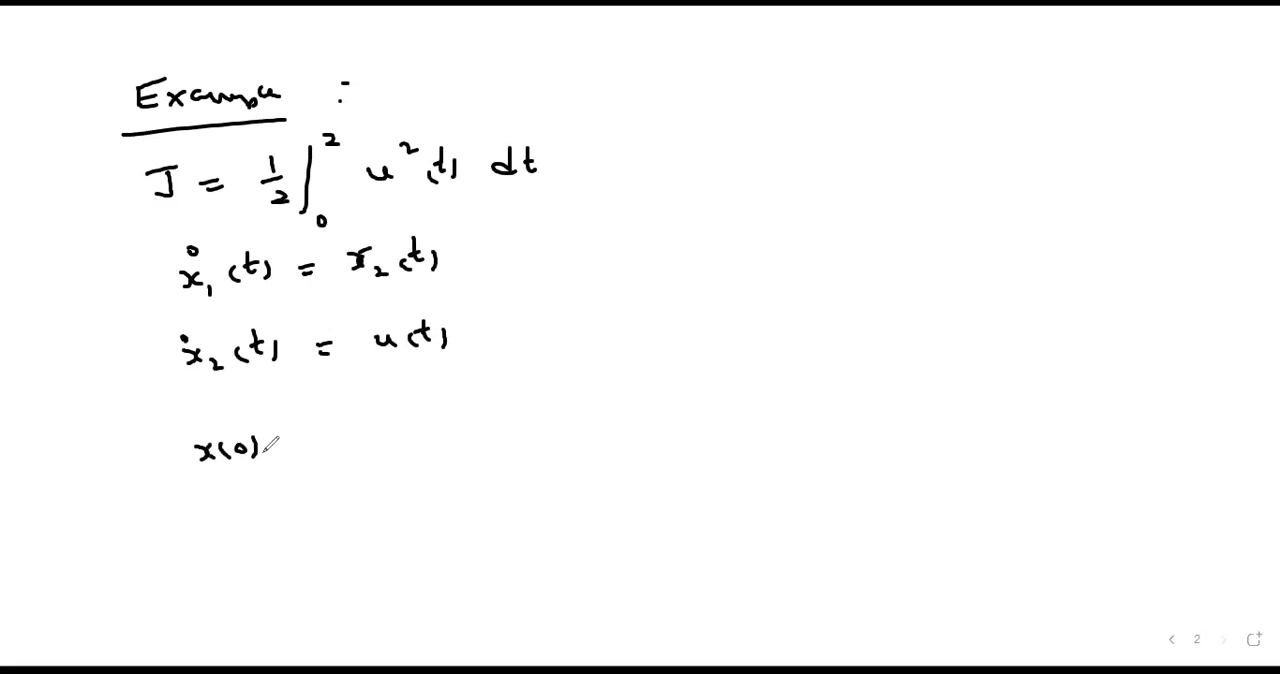 Example :
J = 1/2 ∫₀² u²(t) dt
ẋ₁(t) = x₂(t)
ẋ₂(t) = u(t)
x(0)
2